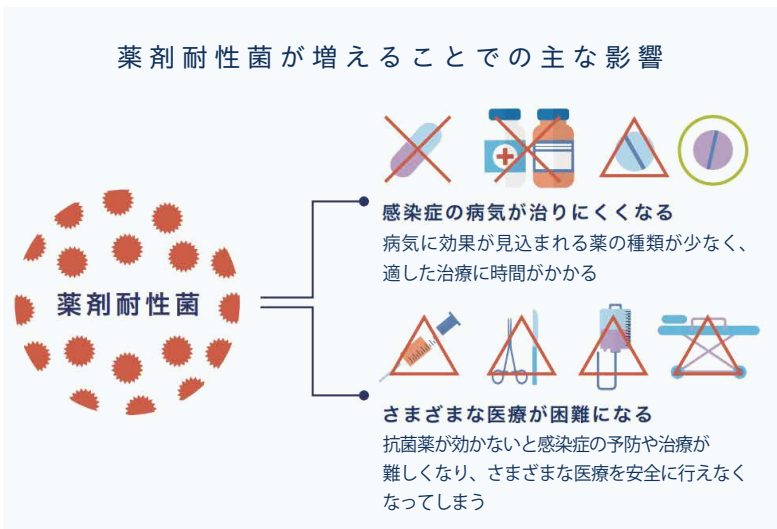 薬剤耐性菌が増えることでの主な影響
薬剤耐性菌
感染症の病気が治りにくくなる
病気に効果が見込まれる薬の種類が少なく、
適した治療に時間がかかる
さまざまな医療が困難になる
抗菌薬が効かないと感染症の予防や治療が
難しくなり、さまざまな医療を安全に行えなく
なってしまう